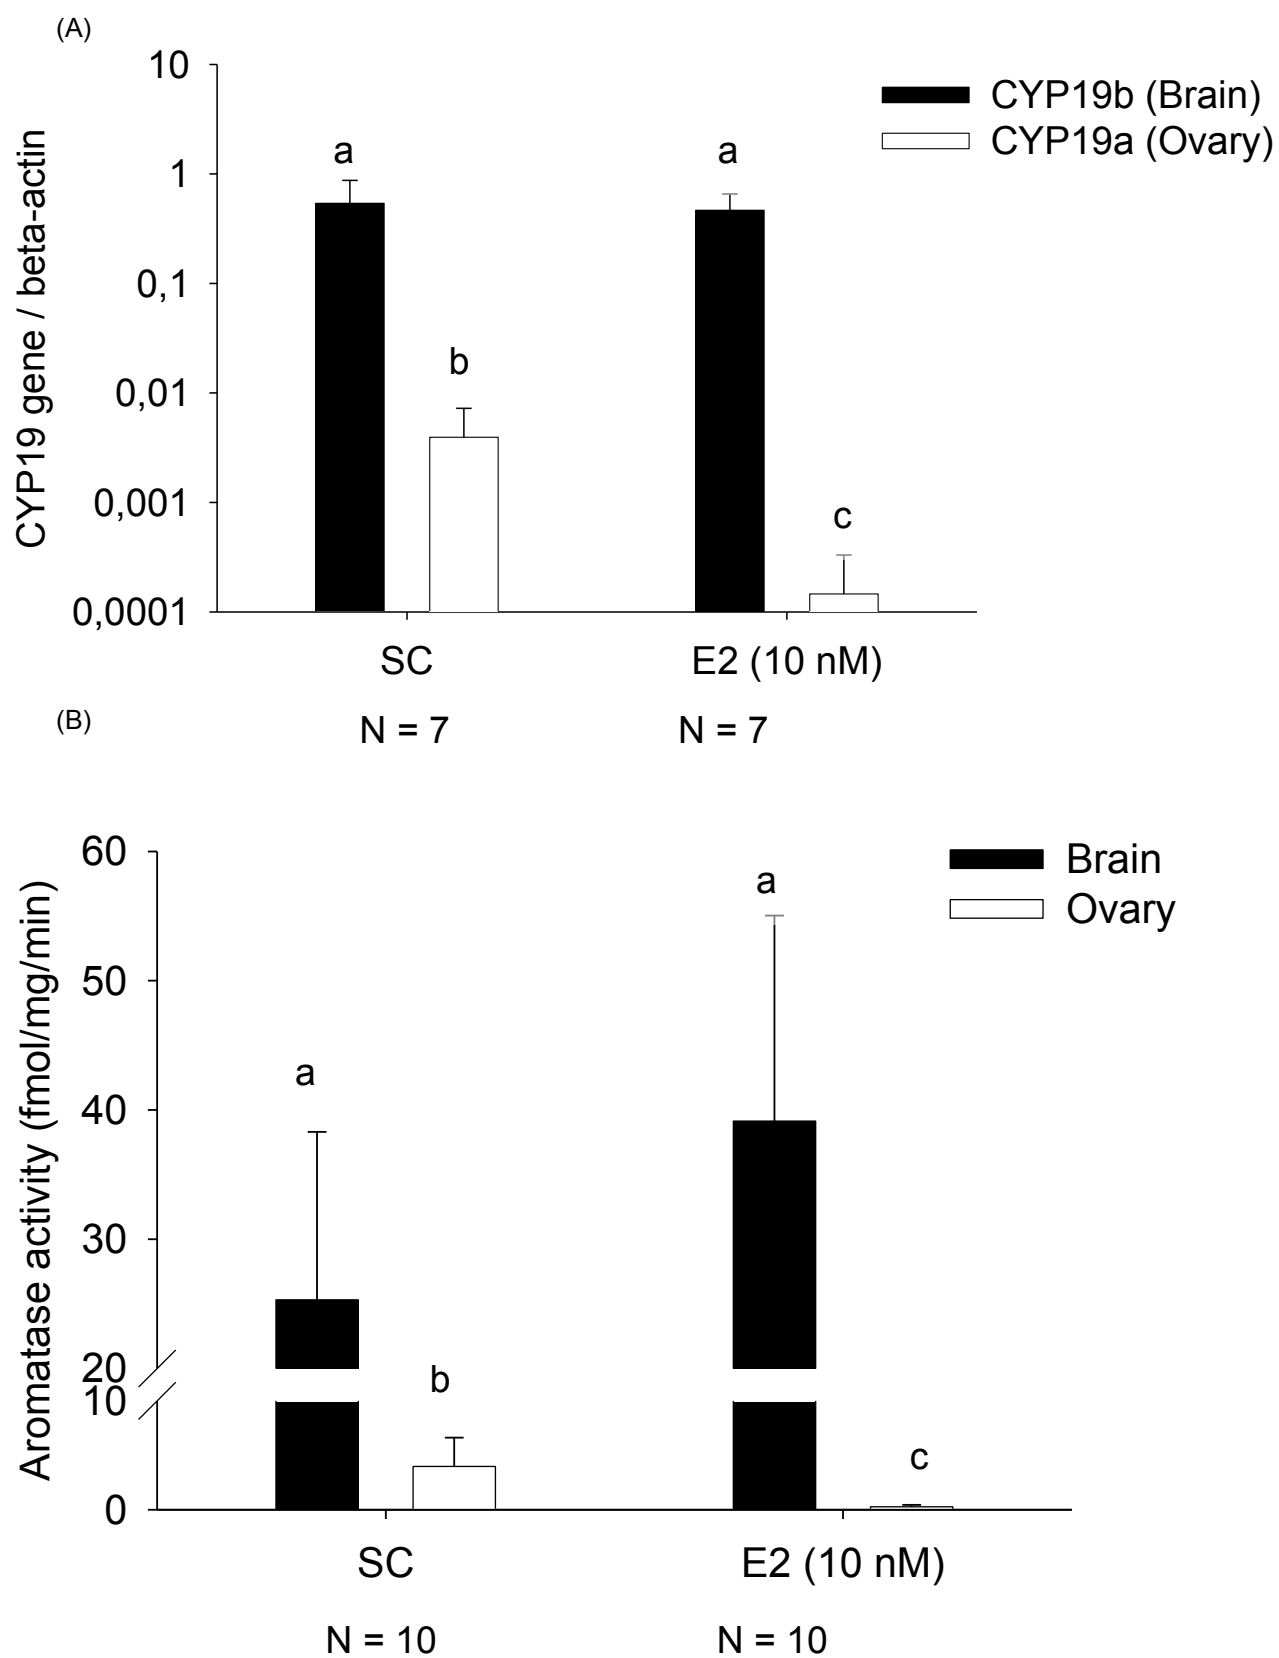 (A)
10
1
0,1
0,01
0,001
0,0001
CYP19 gene / beta-actin
CYP19b (Brain)
CYP19a (Ovary)
a
b
a
c
SC
E2 (10 nM)
N = 7
N = 7
(B)
60
50
40
30
20
10
0
Aromatase activity (fmol/mg/min)
Brain
Ovary
a
b
a
c
SC
E2 (10 nM)
N = 10
N = 10